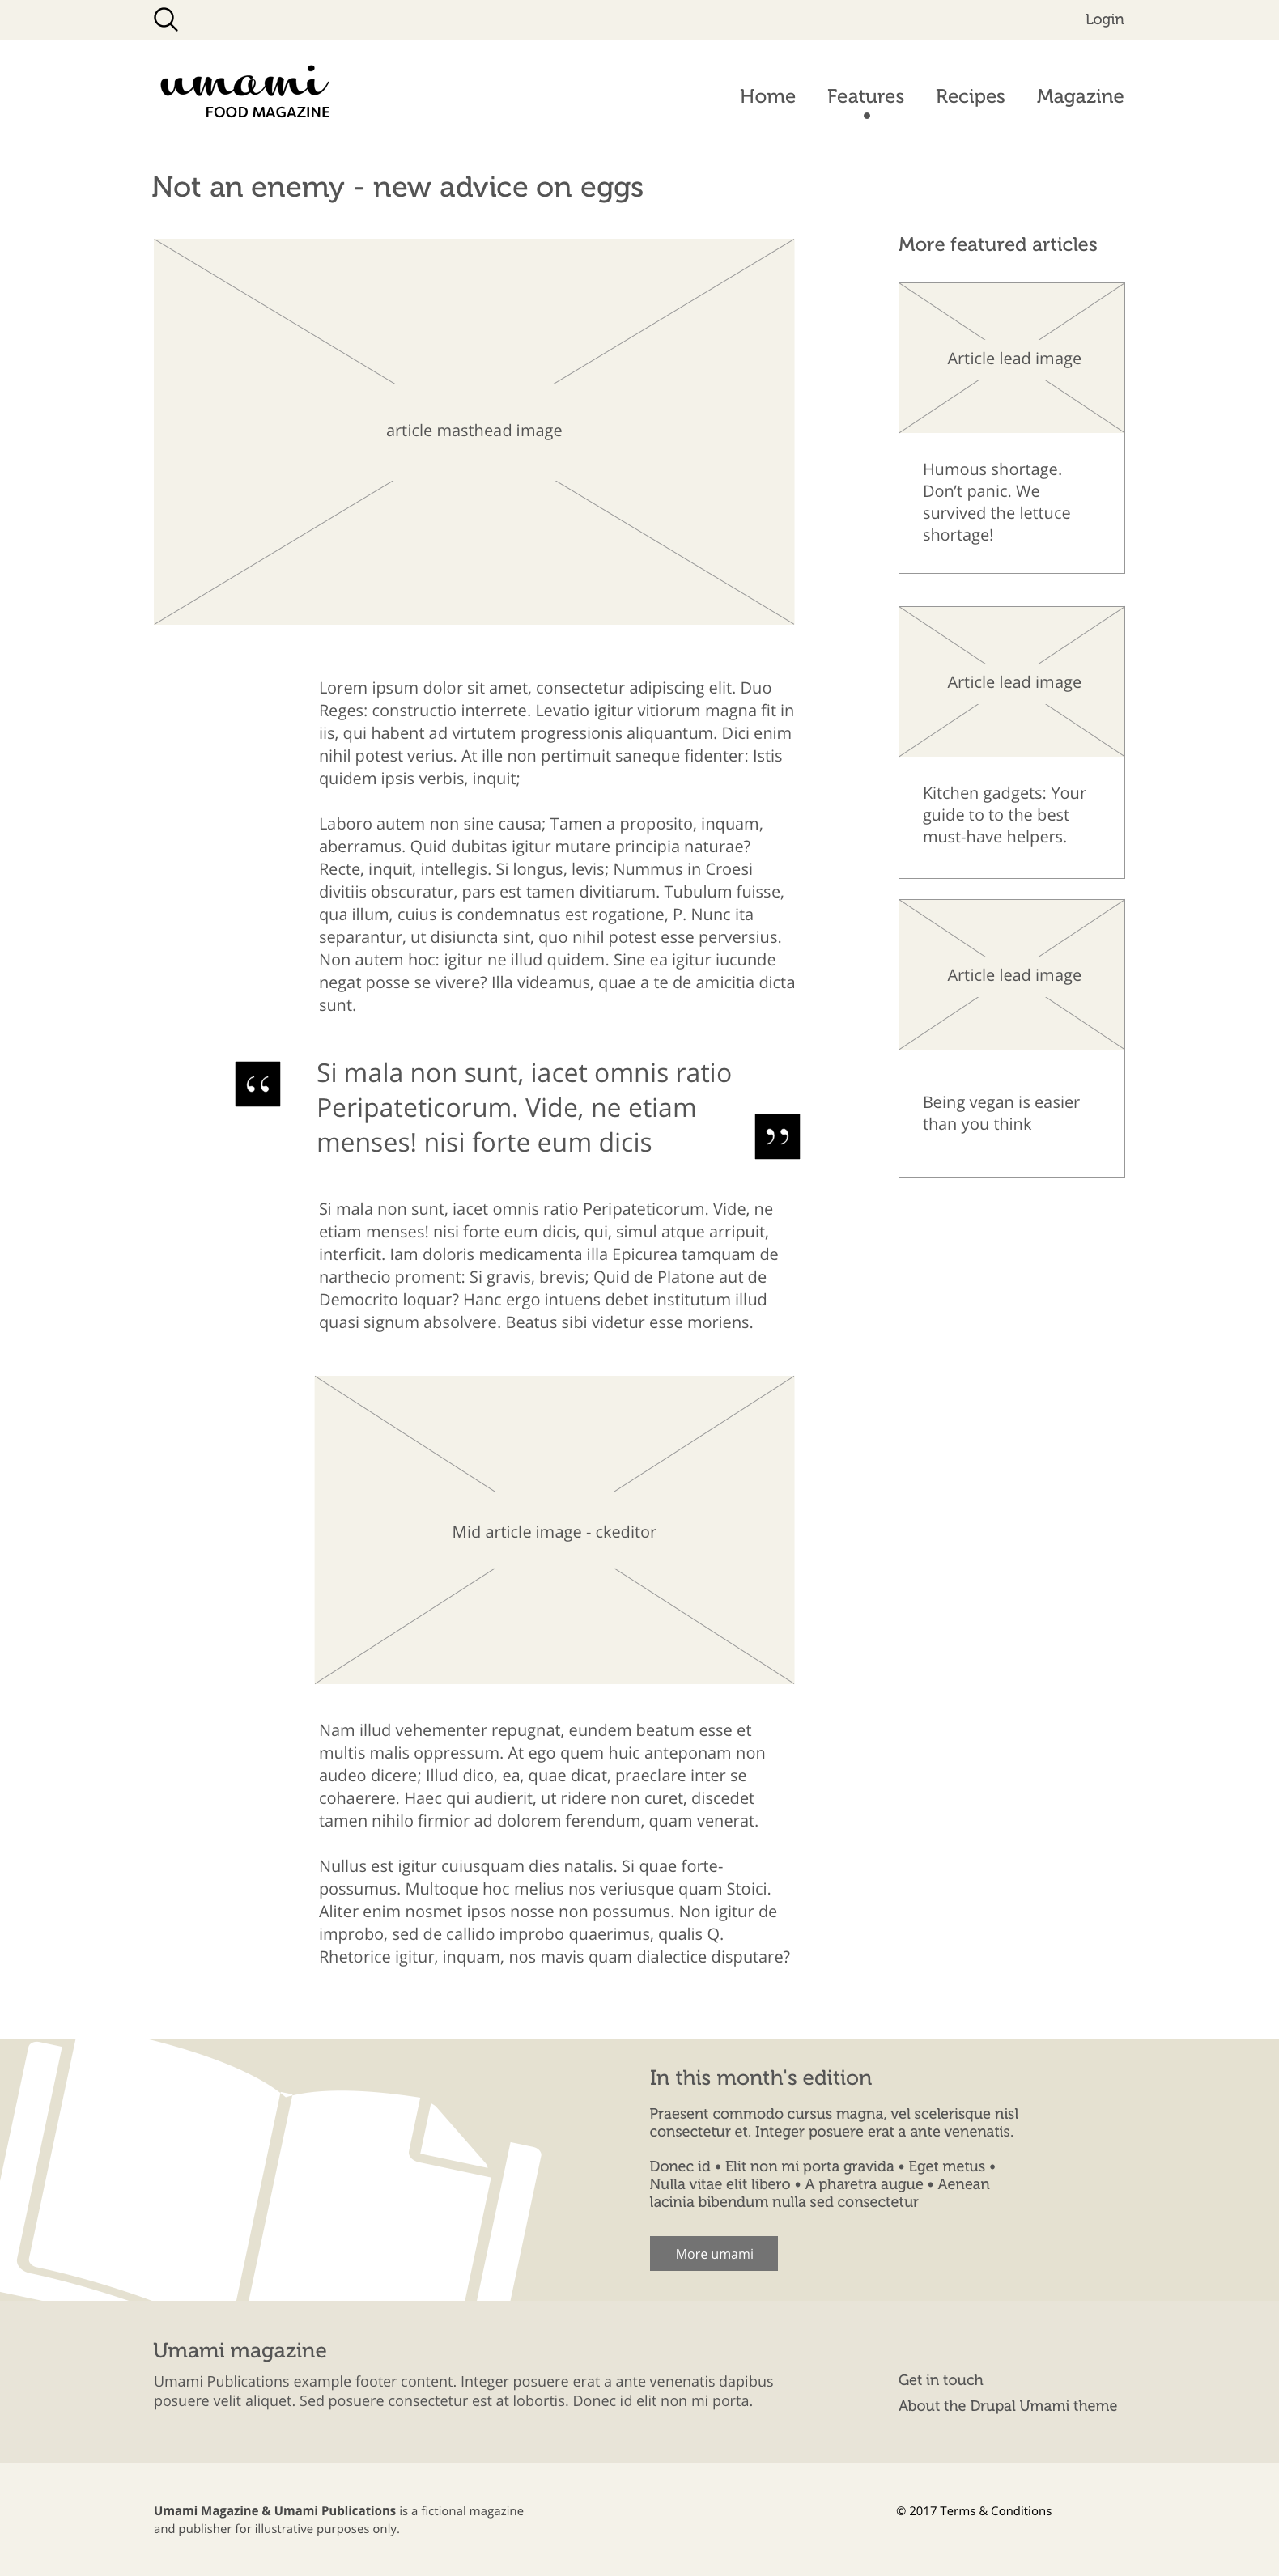 Login
umami
FOOD MAGAZINE
Home Features Recipes Magazine
Not an enemy - new advice on eggs
article masthead image
Lorem ipsum dolor sit amet, consectetur adipiscing elit. Duo
Reges: constructio interrete. Levatio igitur vitiorum magna fit in
iis, qui habent ad virtutem progressionis aliquantum. Dici enim
nihil potest verius. At ille non pertimuit saneque fidenter: Istis
quidem ipsis verbis, inquit;
Laboro autem non sine causa; Tamen a proposito, inquam,
aberramus. Quid dubitas igitur mutare principia naturae?
Recte, inquit, intellegis. Si longus, levis; Nummus in Croesi
divitiis obscuratur, pars est tamen divitiarum. Tubulum fuisse,
qua illum, cuius is condemnatus est rogatione, P. Nunc ita
separantur, ut disiuncta sint, quo nihil potest esse perversius.
Non autem hoc: igitur ne illud quidem. Sine ea igitur iucunde
negat posse se vivere? Illa videamus, quae a te de amicitia dicta
sunt.
“ Si mala non sunt, iacet omnis ratio
Peripateticorum. Vide, ne etiam
menses! nisi forte eum dicis ”
Si mala non sunt, iacet omnis ratio Peripateticorum. Vide, ne
etiam menses! nisi forte eum dicis, qui, simul atque arripuit,
interficit. Iam doloris medicamenta illa Epicurea tamquam de
narthecio proment: Si gravis, brevis; Quid de Platone aut de
Democrito loquar? Hanc ergo intuens debet institutum illud
quasi signum absolvere. Beatus sibi videtur esse moriens.
Mid article image - ckeditor
Nam illud vehementer repugnat, eundem beatum esse et
multis malis oppressum. At ego quem huic anteponam non
audeo dicere; Illud dico, ea, quae dicat, praeclare inter se
cohaerere. Haec qui audierit, ut ridere non curet, discedet
tamen nihilo firmior ad dolorem ferendum, quam venerat.
Nullus est igitur cuiusquam dies natalis. Si quae forte-
possumus. Multoque hoc melius nos veriusque quam Stoici.
Aliter enim nosmet ipsos nosse non possumus. Non igitur de
improbo, sed de callido improbo quaerimus, qualis Q.
Rhetorice igitur, inquam, nos mavis quam dialectice disputare?
More featured articles
Article lead image
Humous shortage.
Don’t panic. We
survived the lettuce
shortage!
Article lead image
Kitchen gadgets: Your
guide to to the best
must-have helpers.
Article lead image
Being vegan is easier
than you think
In this month's edition
Praesent commodo cursus magna, vel scelerisque nisl
consectetur et. Integer posuere erat a ante venenatis.
Donec id • Elit non mi porta gravida • Eget metus •
Nulla vitae elit libero • A pharetra augue • Aenean
lacinia bibendum nulla sed consectetur
More umami
Umami magazine
Umami Publications example footer content. Integer posuere erat a ante venenatis dapibus
posuere velit aliquet. Sed posuere consectetur est at lobortis. Donec id elit non mi porta.
Get in touch
About the Drupal Umami theme
Umami Magazine & Umami Publications is a fictional magazine
and publisher for illustrative purposes only.
© 2017 Terms & Conditions